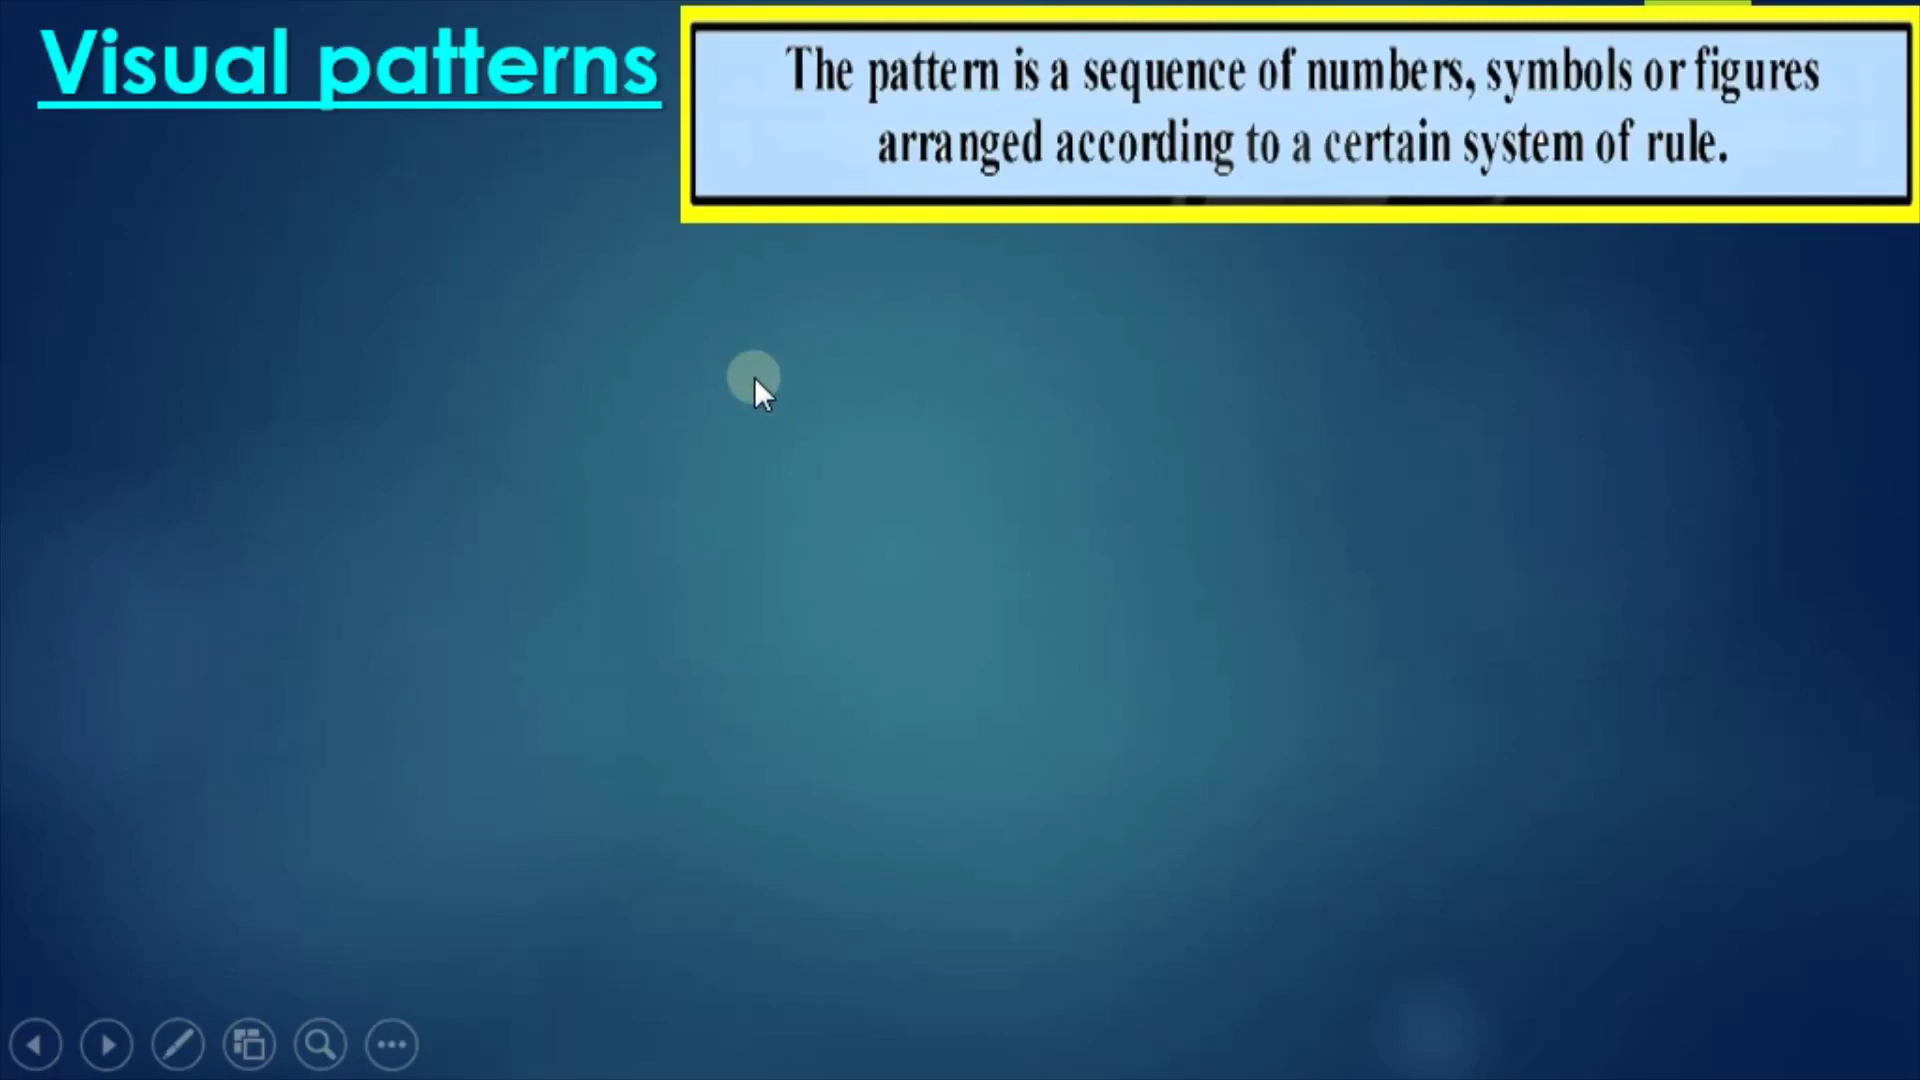 Visual patterns
The pattern is a sequence of numbers, symbols or figures
arranged according to a certain system of rule.